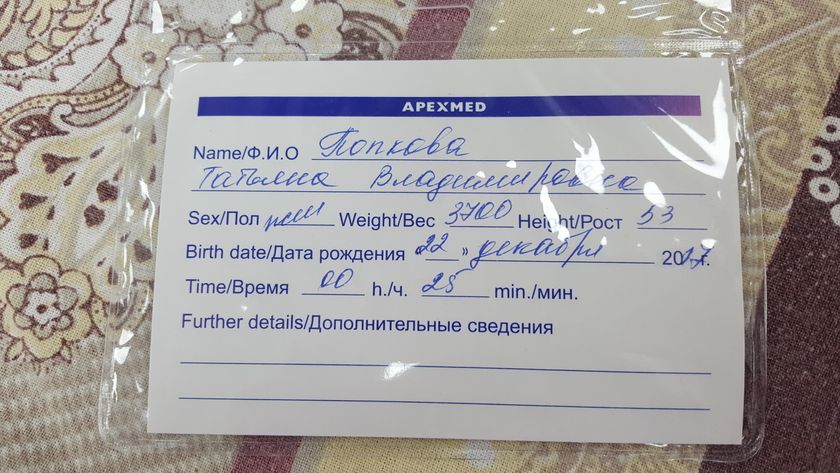 APEXMED
Name/Ф.И.О Попкова
Татьяна Владимировна
Sex/Пол жен Weight/Вес 3700 Height/Рост 53
Birth date/Дата рождения «22» декабря 2017г.
Time/Время 00 h./ч. 25 min./мин.
Further details/Дополнительные сведения